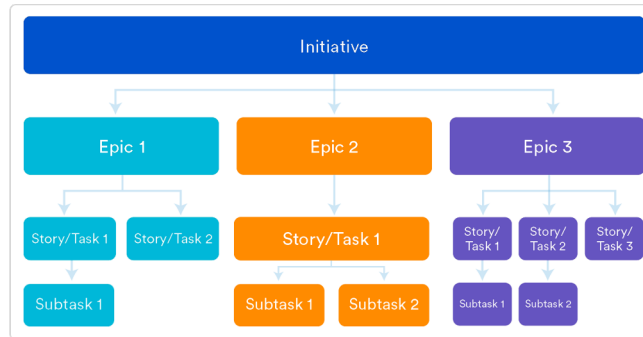 Initiative
Epic 1
Epic 2
Epic 3
Story/Task 1
Story/Task 2
Story/Task 1
Story/
Task 1
Story/
Task 2
Story/
Task 3
Subtask 1
Subtask 1
Subtask 2
Subtask 1
Subtask 2